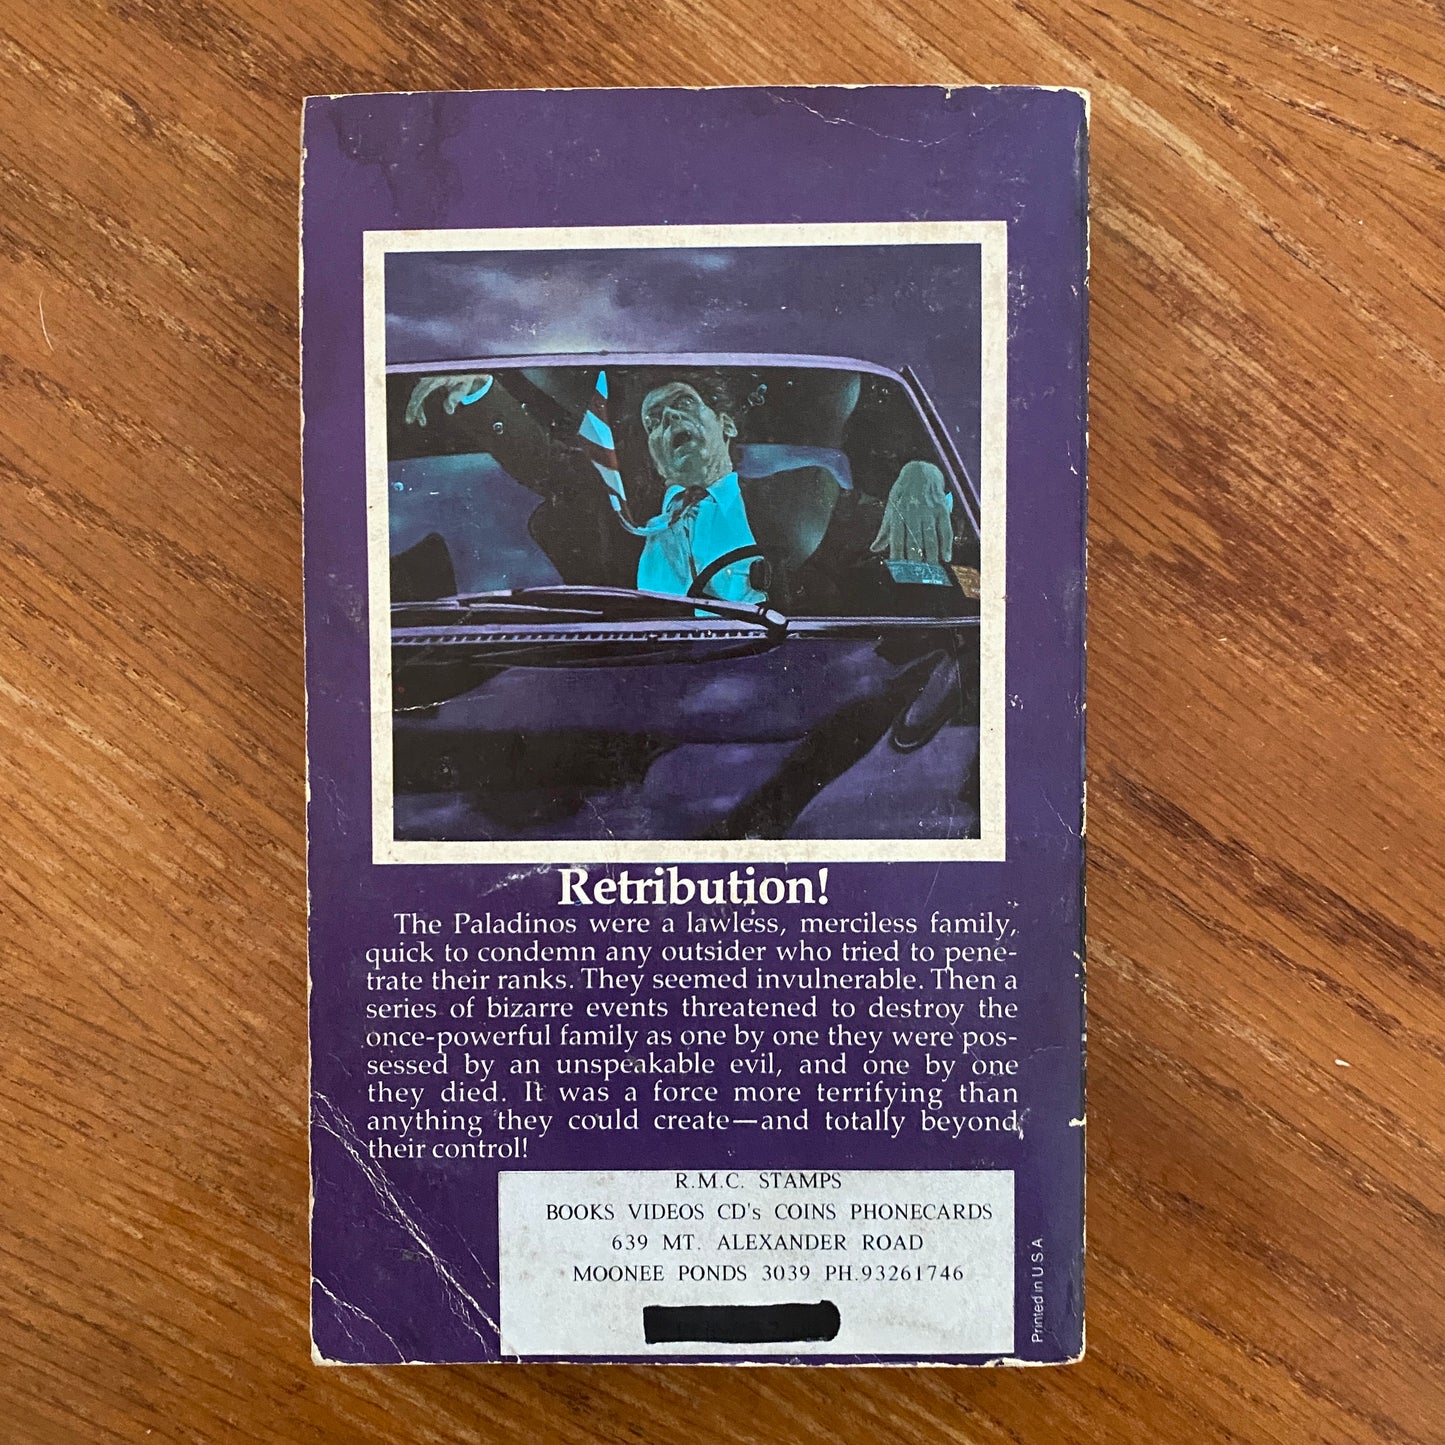 Retribution!
The Paladinos were a lawless, merciless family,
quick to condemn any outsider who tried to pene-
trate their ranks. They seemed invulnerable. Then a
series of bizarre events threatened to destroy the
once-powerful family as one by one they were pos-
sessed by an unspeakable evil, and one by one
they died. It was a force more terrifying than
anything they could create—and totally beyond
their control!
R.M.C. STAMPS
BOOKS VIDEOS CD's COINS PHONECARDS
639 MT. ALEXANDER ROAD
MOONEE PONDS 3039 PH.93261746
Printed in U.S.A